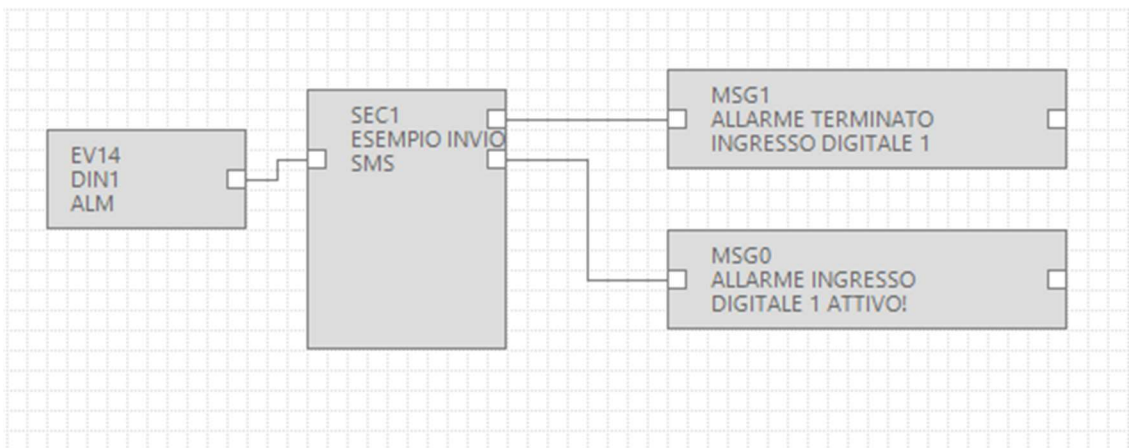 EV14
DIN1
ALM
SEC1
ESEMPIO INVIO
SMS
MSG1
ALLARME TERMINATO
INGRESSO DIGITALE 1
MSG0
ALLARME INGRESSO
DIGITALE 1 ATTIVO!